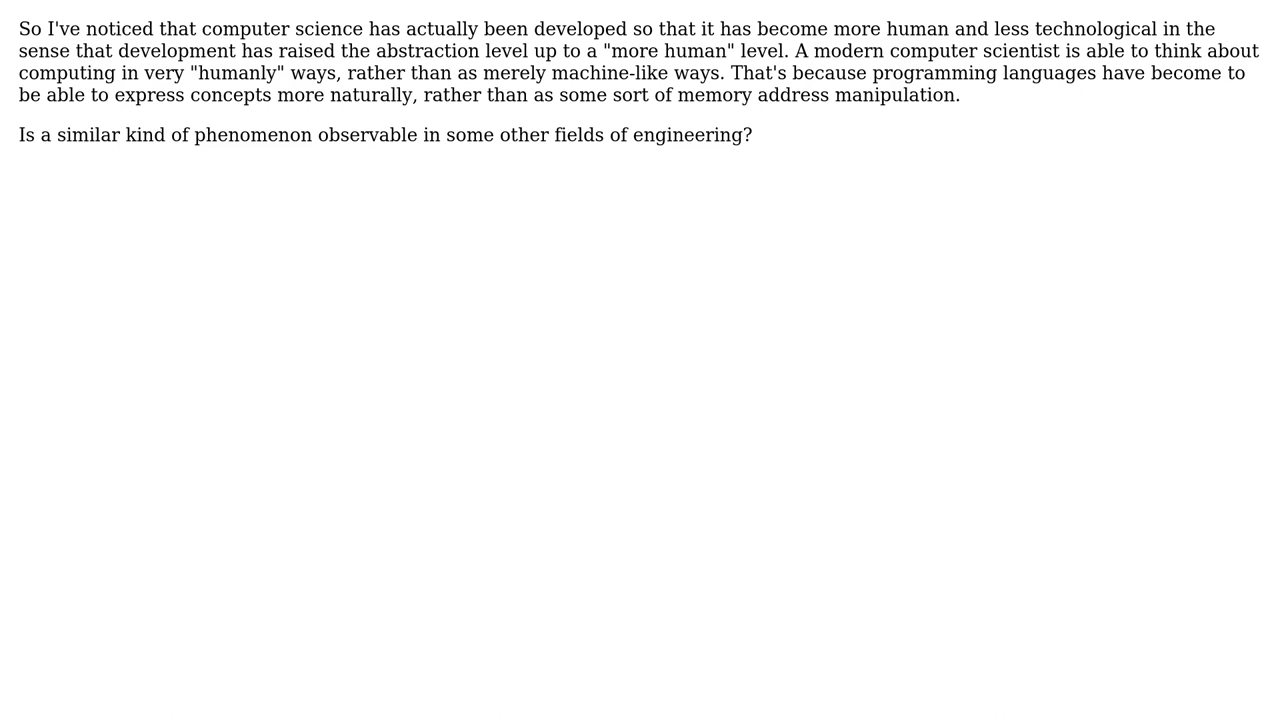 So I've noticed that computer science has actually been developed so that it has become more human and less technological in the
sense that development has raised the abstraction level up to a "more human" level. A modern computer scientist is able to think about
computing in very "humanly" ways, rather than as merely machine-like ways. That's because programming languages have become to
be able to express concepts more naturally, rather than as some sort of memory address manipulation.
Is a similar kind of phenomenon observable in some other fields of engineering?